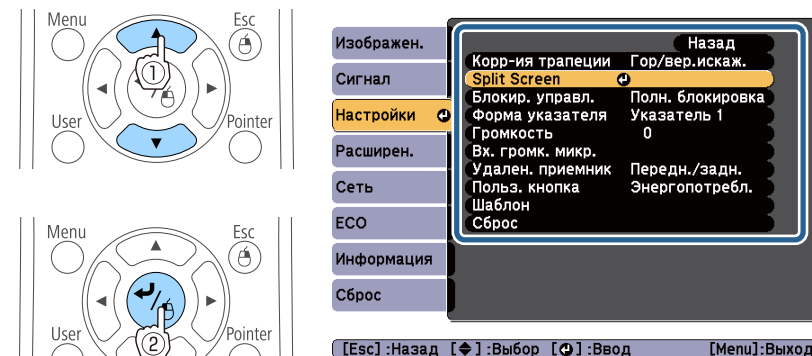 Menu
Esc
1
User
Pointer
Menu
Esc
User
Pointer
2
Изображен.
Сигнал
Настройки
Расширен.
Сеть
ECO
Информация
Сброс
Назад
Корр-ия трапеции Гор/вер.искаж.
Split Screen
Блокир. управл. Полн. блокировка
Форма указателя Указатель 1
Громкость 0
Вх. громк. микр.
Удален. приемник Передн./задн.
Польз. кнопка Энергопотребл.
Шаблон
Сброс
[Esc] :Назад [◆] :Выбор [⏎] :Ввод [Menu]:Выход